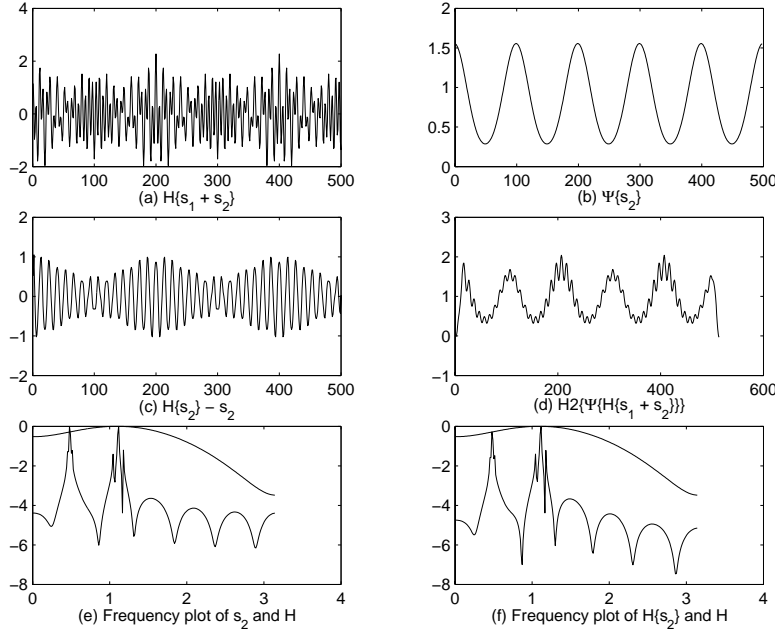 4
2
0
−2
0 100 200 300 400 500
(a) H{s1 + s2}
2
1.5
1
0.5
0
0 100 200 300 400 500
(b) Ψ{s2}
2
1
0
−1
−2
0 100 200 300 400 500
(c) H{s2} − s2
3
2
1
0
−1
0 200 400 600
(d) H2{Ψ{H{s1 + s2}}}
0
−2
−4
−6
−8
0 1 2 3 4
(e) Frequency plot of s2 and H
0
−2
−4
−6
−8
0 1 2 3 4
(f) Frequency plot of H{s2} and H